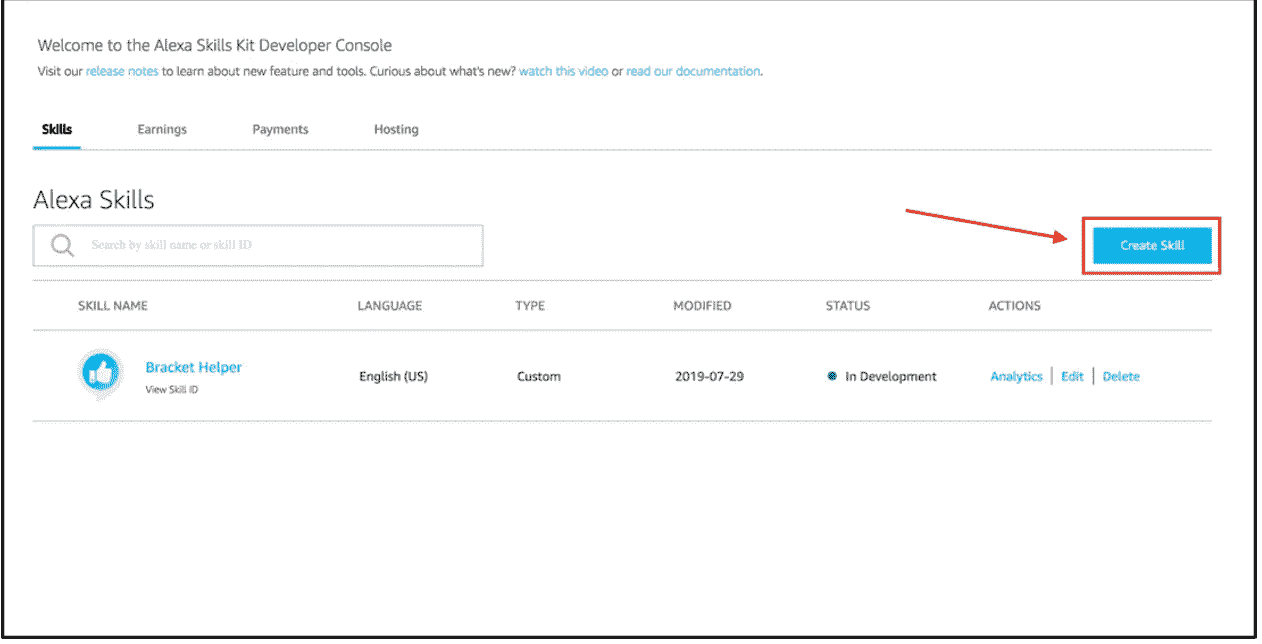 Welcome to the Alexa Skills Kit Developer Console
Visit our release notes to learn about new feature and tools. Curious about what's new? watch this video or read our documentation.
Skills Earnings Payments Hosting
Alexa Skills
Search by skill name or skill ID
Create Skill
SKILL NAME LANGUAGE TYPE MODIFIED STATUS ACTIONS
Bracket Helper
View Skill ID
English (US) Custom 2019-07-29 In Development Analytics | Edit | Delete